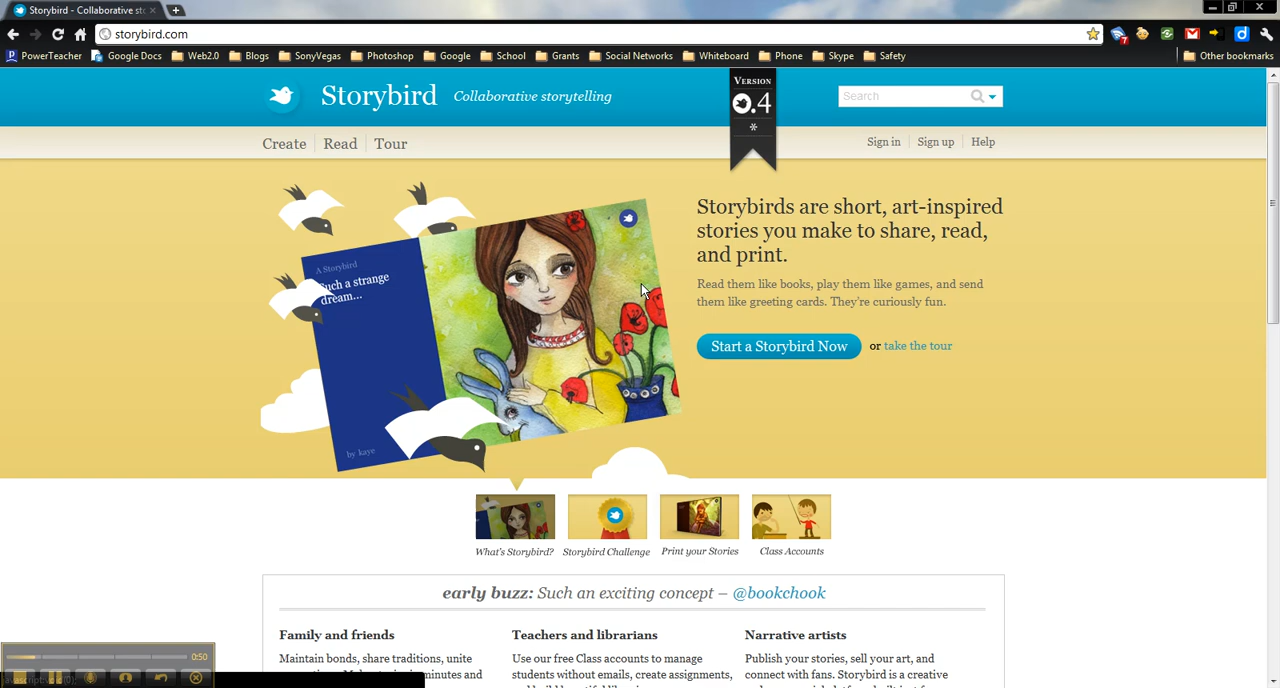 Storybird - Collaborative sto
storybird.com
PowerTeacher Google Docs Web2.0 Blogs SonyVegas Photoshop Google School Grants Social Networks Whiteboard Phone Skype Safety Other bookmarks
Storybird Collaborative storytelling
VERSION
.4
*
Search
Create Read Tour
Sign in Sign up Help
A Storybird
Such a strange
dream...
by kaye
Storybirds are short, art-inspired
stories you make to share, read,
and print.
Read them like books, play them like games, and send
them like greeting cards. They're curiously fun.
Start a Storybird Now or take the tour
What's Storybird? Storybird Challenge Print your Stories Class Accounts
early buzz: Such an exciting concept – @bookchook
Family and friends
Maintain bonds, share traditions, unite
minutes and
Teachers and librarians
Use our free Class accounts to manage
students without emails, create assignments,
Narrative artists
Publish your stories, sell your art, and
connect with fans. Storybird is a creative
0:50
javascript:void(0);